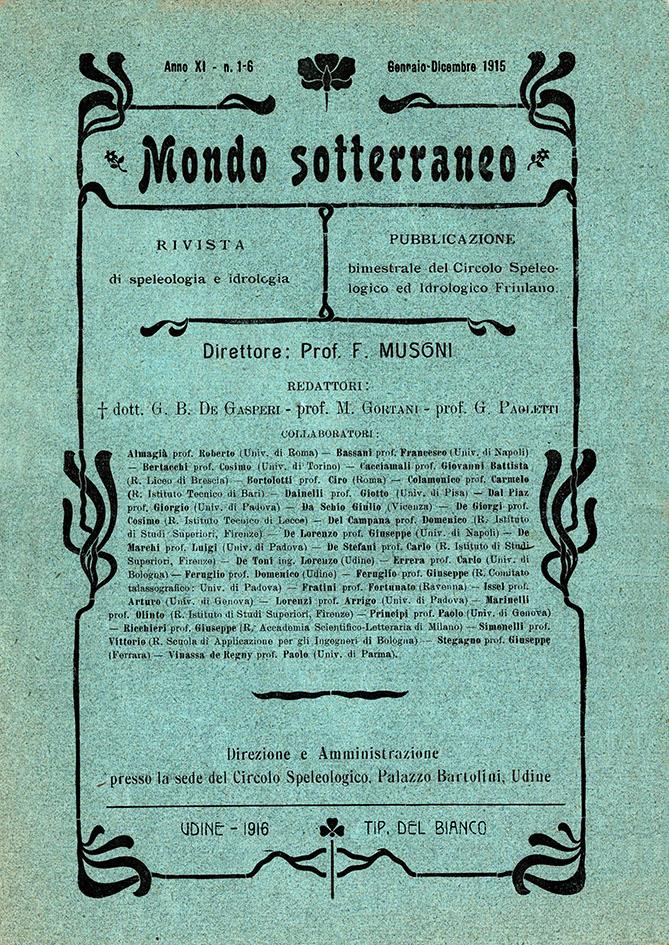 Anno XI - n. 1-6
Gennaio-Dicembre 1915
Mondo sotterraneo
RIVISTA
di speleologia e idrologia
PUBBLICAZIONE
bimestrale del Circolo Speleo-
logico ed Idrologico Friulano.
Direttore: Prof. F. MUSONI
REDATTORI:
† dott. G. B. De Gasperi - prof. M. Gortani - prof. G. Paoletti
COLLABORATORI:
Almagià prof. Roberto (Univ. di Roma) — Bassani prof. Francesco (Univ. di Napoli)
— Bertacchi prof. Cosimo (Univ. di Torino) — Cacciamali prof. Giovanni Battista
(R. Liceo di Brescia) — Bortolotti prof. Ciro (Roma) — Colamonico prof. Carmelo
(R. Istituto Tecnico di Bari) — Dainelli prof. Giotto (Univ. di Pisa) — Dal Piaz
prof. Giorgio (Univ. di Padova) — Da Schio Giulio (Vicenza) — De Giorgi prof.
Cosimo (R. Istituto Tecnico di Lecce) — Del Campana prof. Domenico (R. Istituto
di Studi Superiori, Firenze) — De Lorenzo prof. Giuseppe (Univ. di Napoli) — De
Marchi prof. Luigi (Univ. di Padova) — De Stefani prof. Carlo (R. Istituto di Studi
Superiori, Firenze) — De Toni ing. Lorenzo (Udine) — Errera prof. Carlo (Univ. di
Bologna) — Feruglio prof. Domenico (Udine) — Feruglio prof. Giuseppe (R. Comitato
talassografico: Univ. di Padova) — Fratini prof. Fortunato (Ravenna) — Issel prof.
Arturo (Univ. di Genova) — Lorenzi prof. Arrigo (Univ. di Padova) — Marinelli
prof. Olinto (R. Istituto di Studi Superiori, Firenze) — Principi prof. Paolo (Univ. di Genova)
— Ricchieri prof. Giuseppe (R. Accademia Scientifico-Letteraria di Milano) — Simonelli prof.
Vittorio (R. Scuola di Applicazione per gli Ingegneri di Bologna) — Stegagno prof. Giuseppe
(Ferrara) — Vinassa de Regny prof. Paolo (Univ. di Parma).
Direzione e Amministrazione
presso la sede del Circolo Speleologico, Palazzo Bartolini, Udine
UDINE - 1916
TIP. DEL BIANCO